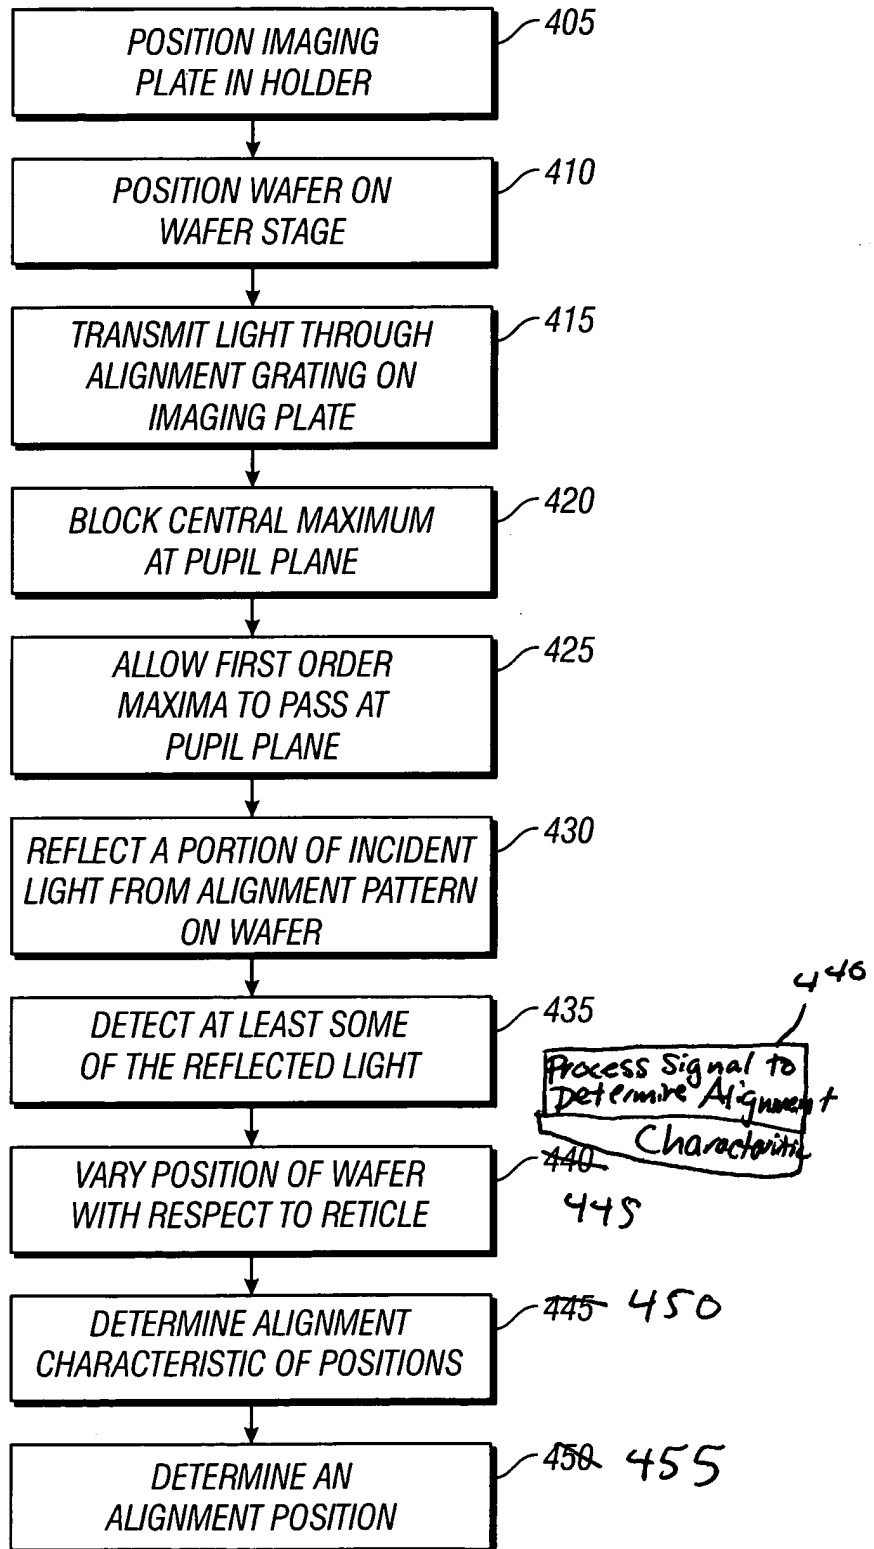 POSITION IMAGING
PLATE IN HOLDER
405
POSITION WAFER ON
WAFER STAGE
410
TRANSMIT LIGHT THROUGH
ALIGNMENT GRATING ON
IMAGING PLATE
415
BLOCK CENTRAL MAXIMUM
AT PUPIL PLANE
420
ALLOW FIRST ORDER
MAXIMA TO PASS AT
PUPIL PLANE
425
REFLECT A PORTION OF INCIDENT
LIGHT FROM ALIGNMENT PATTERN
ON WAFER
430
DETECT AT LEAST SOME
OF THE REFLECTED LIGHT
435
440
Process Signal to
Determine Alignment
Characteristic
VARY POSITION OF WAFER
WITH RESPECT TO RETICLE
440
445
DETERMINE ALIGNMENT
CHARACTERISTIC OF POSITIONS
445 450
DETERMINE AN
ALIGNMENT POSITION
450 455